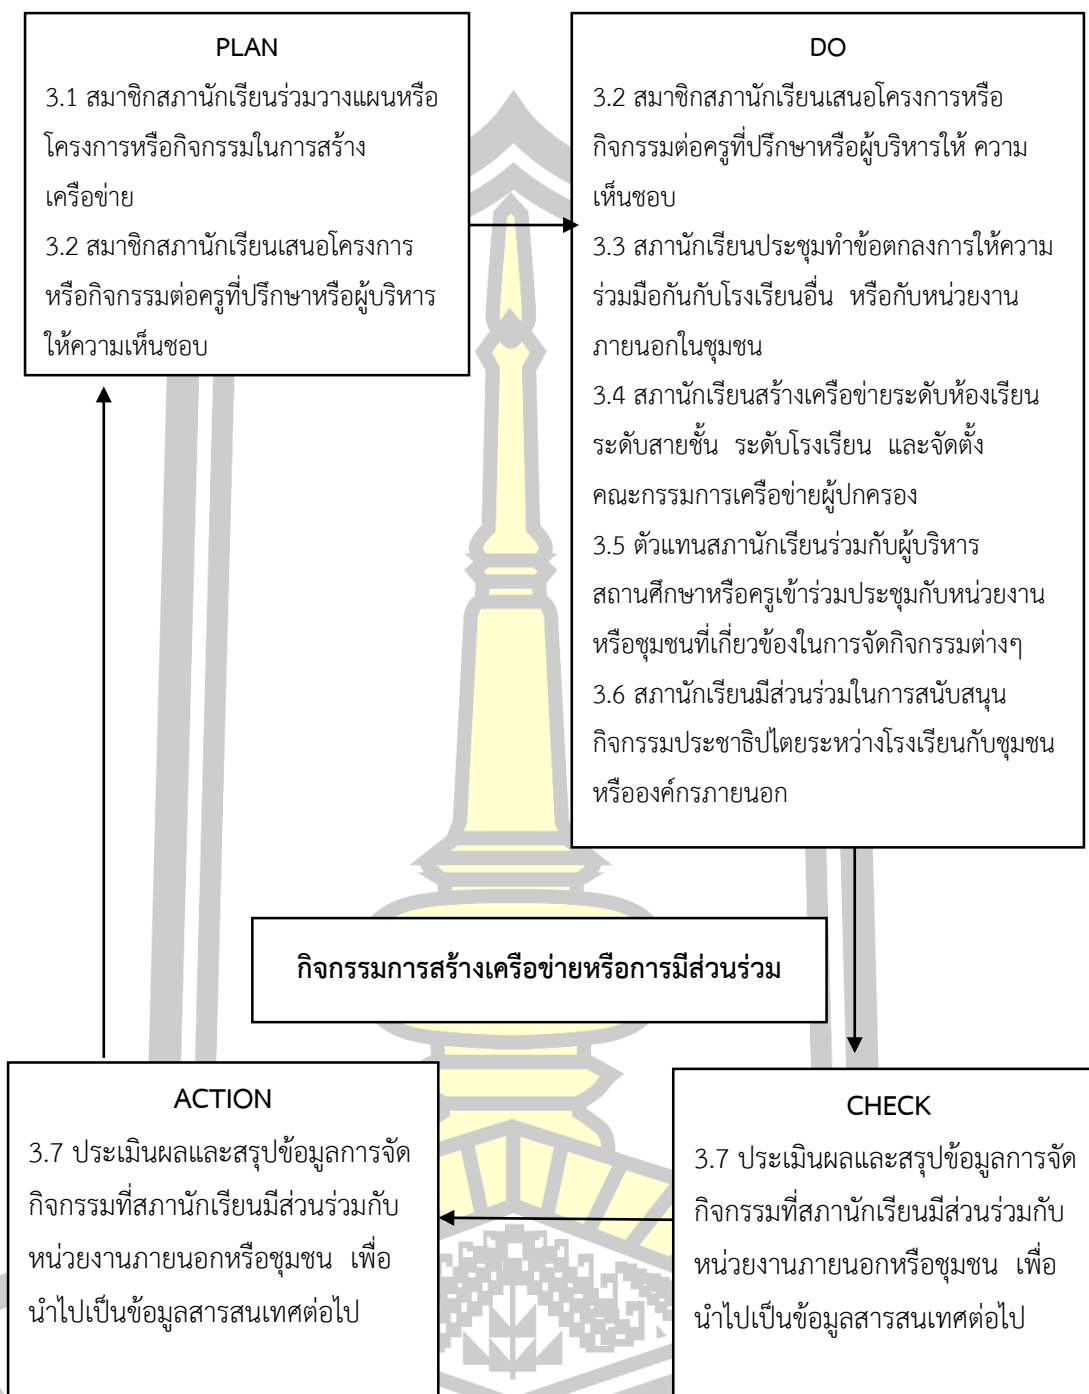 PLAN
3.1 สมาชิกสภานักเรียนร่วมวางแผนหรือ
โครงการหรือกิจกรรมในการสร้าง
เครือข่าย
3.2 สมาชิกสภานักเรียนเสนอโครงการ
หรือกิจกรรมต่อครูที่ปรึกษาหรือผู้บริหาร
ให้ความเห็นชอบ
DO
3.2 สมาชิกสภานักเรียนเสนอโครงการหรือ
กิจกรรมต่อครูที่ปรึกษาหรือผู้บริหารให้ ความ
เห็นชอบ
3.3 สภานักเรียนประชุมทำข้อตกลงการให้ความ
ร่วมมือกันกับโรงเรียนอื่น หรือกับหน่วยงาน
ภายนอกในชุมชน
3.4 สภานักเรียนสร้างเครือข่ายระดับห้องเรียน
ระดับสายชั้น ระดับโรงเรียน และจัดตั้ง
คณะกรรมการเครือข่ายผู้ปกครอง
3.5 ตัวแทนสภานักเรียนร่วมกับผู้บริหาร
สถานศึกษาหรือครูเข้าร่วมประชุมกับหน่วยงาน
หรือชุมชนที่เกี่ยวข้องในการจัดกิจกรรมต่างๆ
3.6 สภานักเรียนมีส่วนร่วมในการสนับสนุน
กิจกรรมประชาธิปไตยระหว่างโรงเรียนกับชุมชน
หรือองค์กรภายนอก
กิจกรรมการสร้างเครือข่ายหรือการมีส่วนร่วม
ACTION
3.7 ประเมินผลและสรุปข้อมูลการจัด
กิจกรรมที่สภานักเรียนมีส่วนร่วมกับ
หน่วยงานภายนอกหรือชุมชน เพื่อ
นำไปเป็นข้อมูลสารสนเทศต่อไป
CHECK
3.7 ประเมินผลและสรุปข้อมูลการจัด
กิจกรรมที่สภานักเรียนมีส่วนร่วมกับ
หน่วยงานภายนอกหรือชุมชน เพื่อ
นำไปเป็นข้อมูลสารสนเทศต่อไป